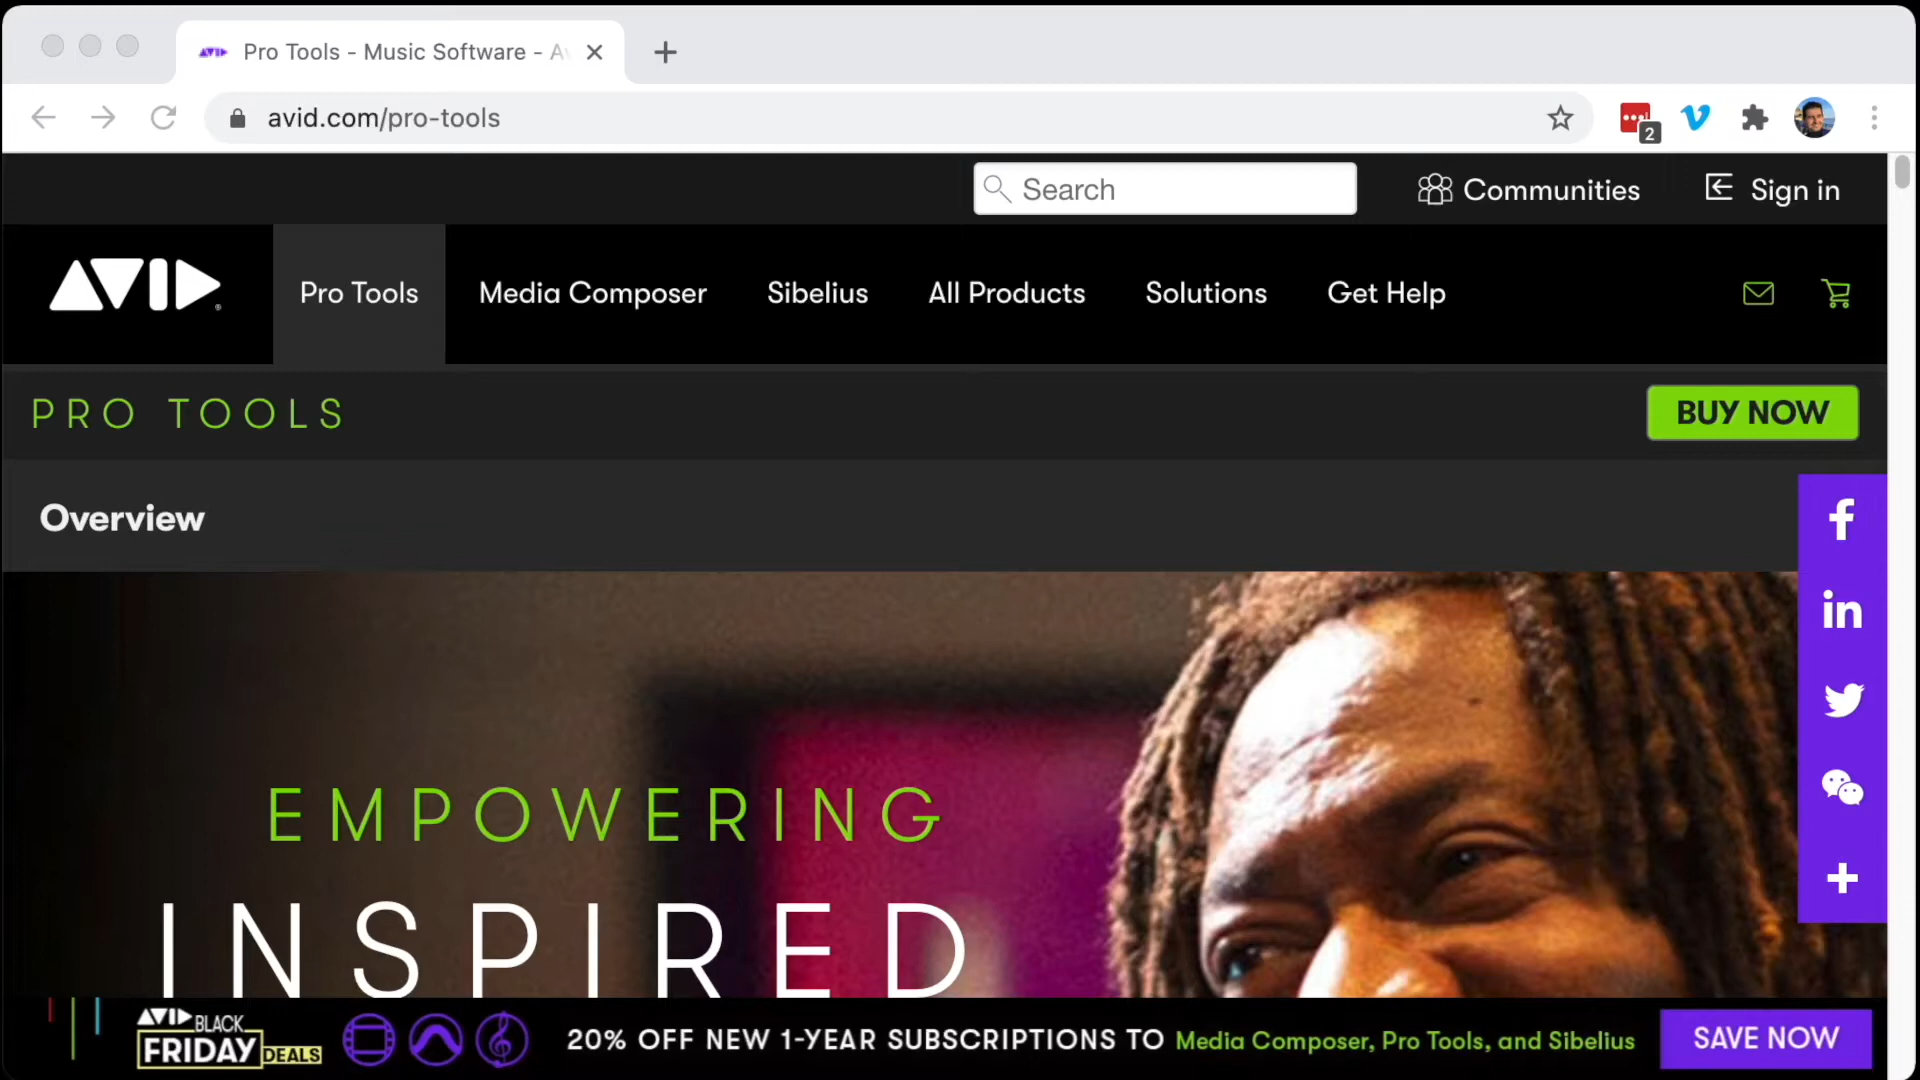 Pro Tools - Music Software - Av
avid.com/pro-tools
2
Search
Communities
Sign in
AVID
Pro Tools
Media Composer
Sibelius
All Products
Solutions
Get Help
PRO TOOLS
BUY NOW
Overview
EMPOWERING
INSPIRED
AVID BLACK
FRIDAY DEALS
20% OFF NEW 1-YEAR SUBSCRIPTIONS TO Media Composer, Pro Tools, and Sibelius
SAVE NOW